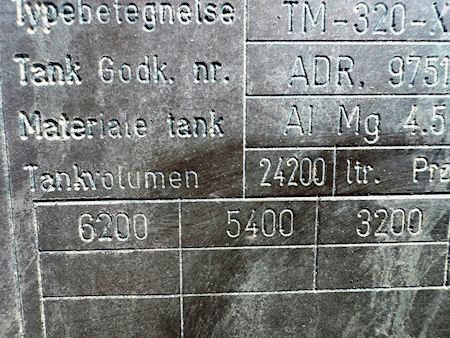 Typebetegnelse TM-320-X
Tank Godk. nr. ADR. 9751
Materiale tank Al Mg 4.5
Tankvolumen 24200 ltr. Prz
6200 5400 3200